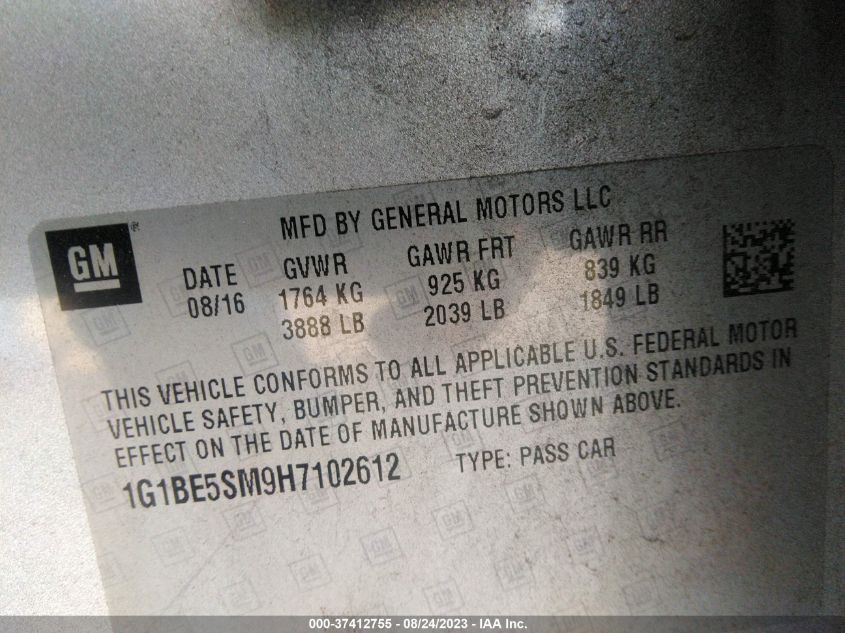 MFD BY GENERAL MOTORS LLC
GM
DATE GVWR GAWR FRT GAWR RR
08/16 1764 KG 925 KG 839 KG
3888 LB 2039 LB 1849 LB
THIS VEHICLE CONFORMS TO ALL APPLICABLE U.S. FEDERAL MOTOR
VEHICLE SAFETY, BUMPER, AND THEFT PREVENTION STANDARDS IN
EFFECT ON THE DATE OF MANUFACTURE SHOWN ABOVE.
1G1BE5SM9H7102612 TYPE: PASS CAR
000-37412755 - 08/24/2023 - IAA Inc.